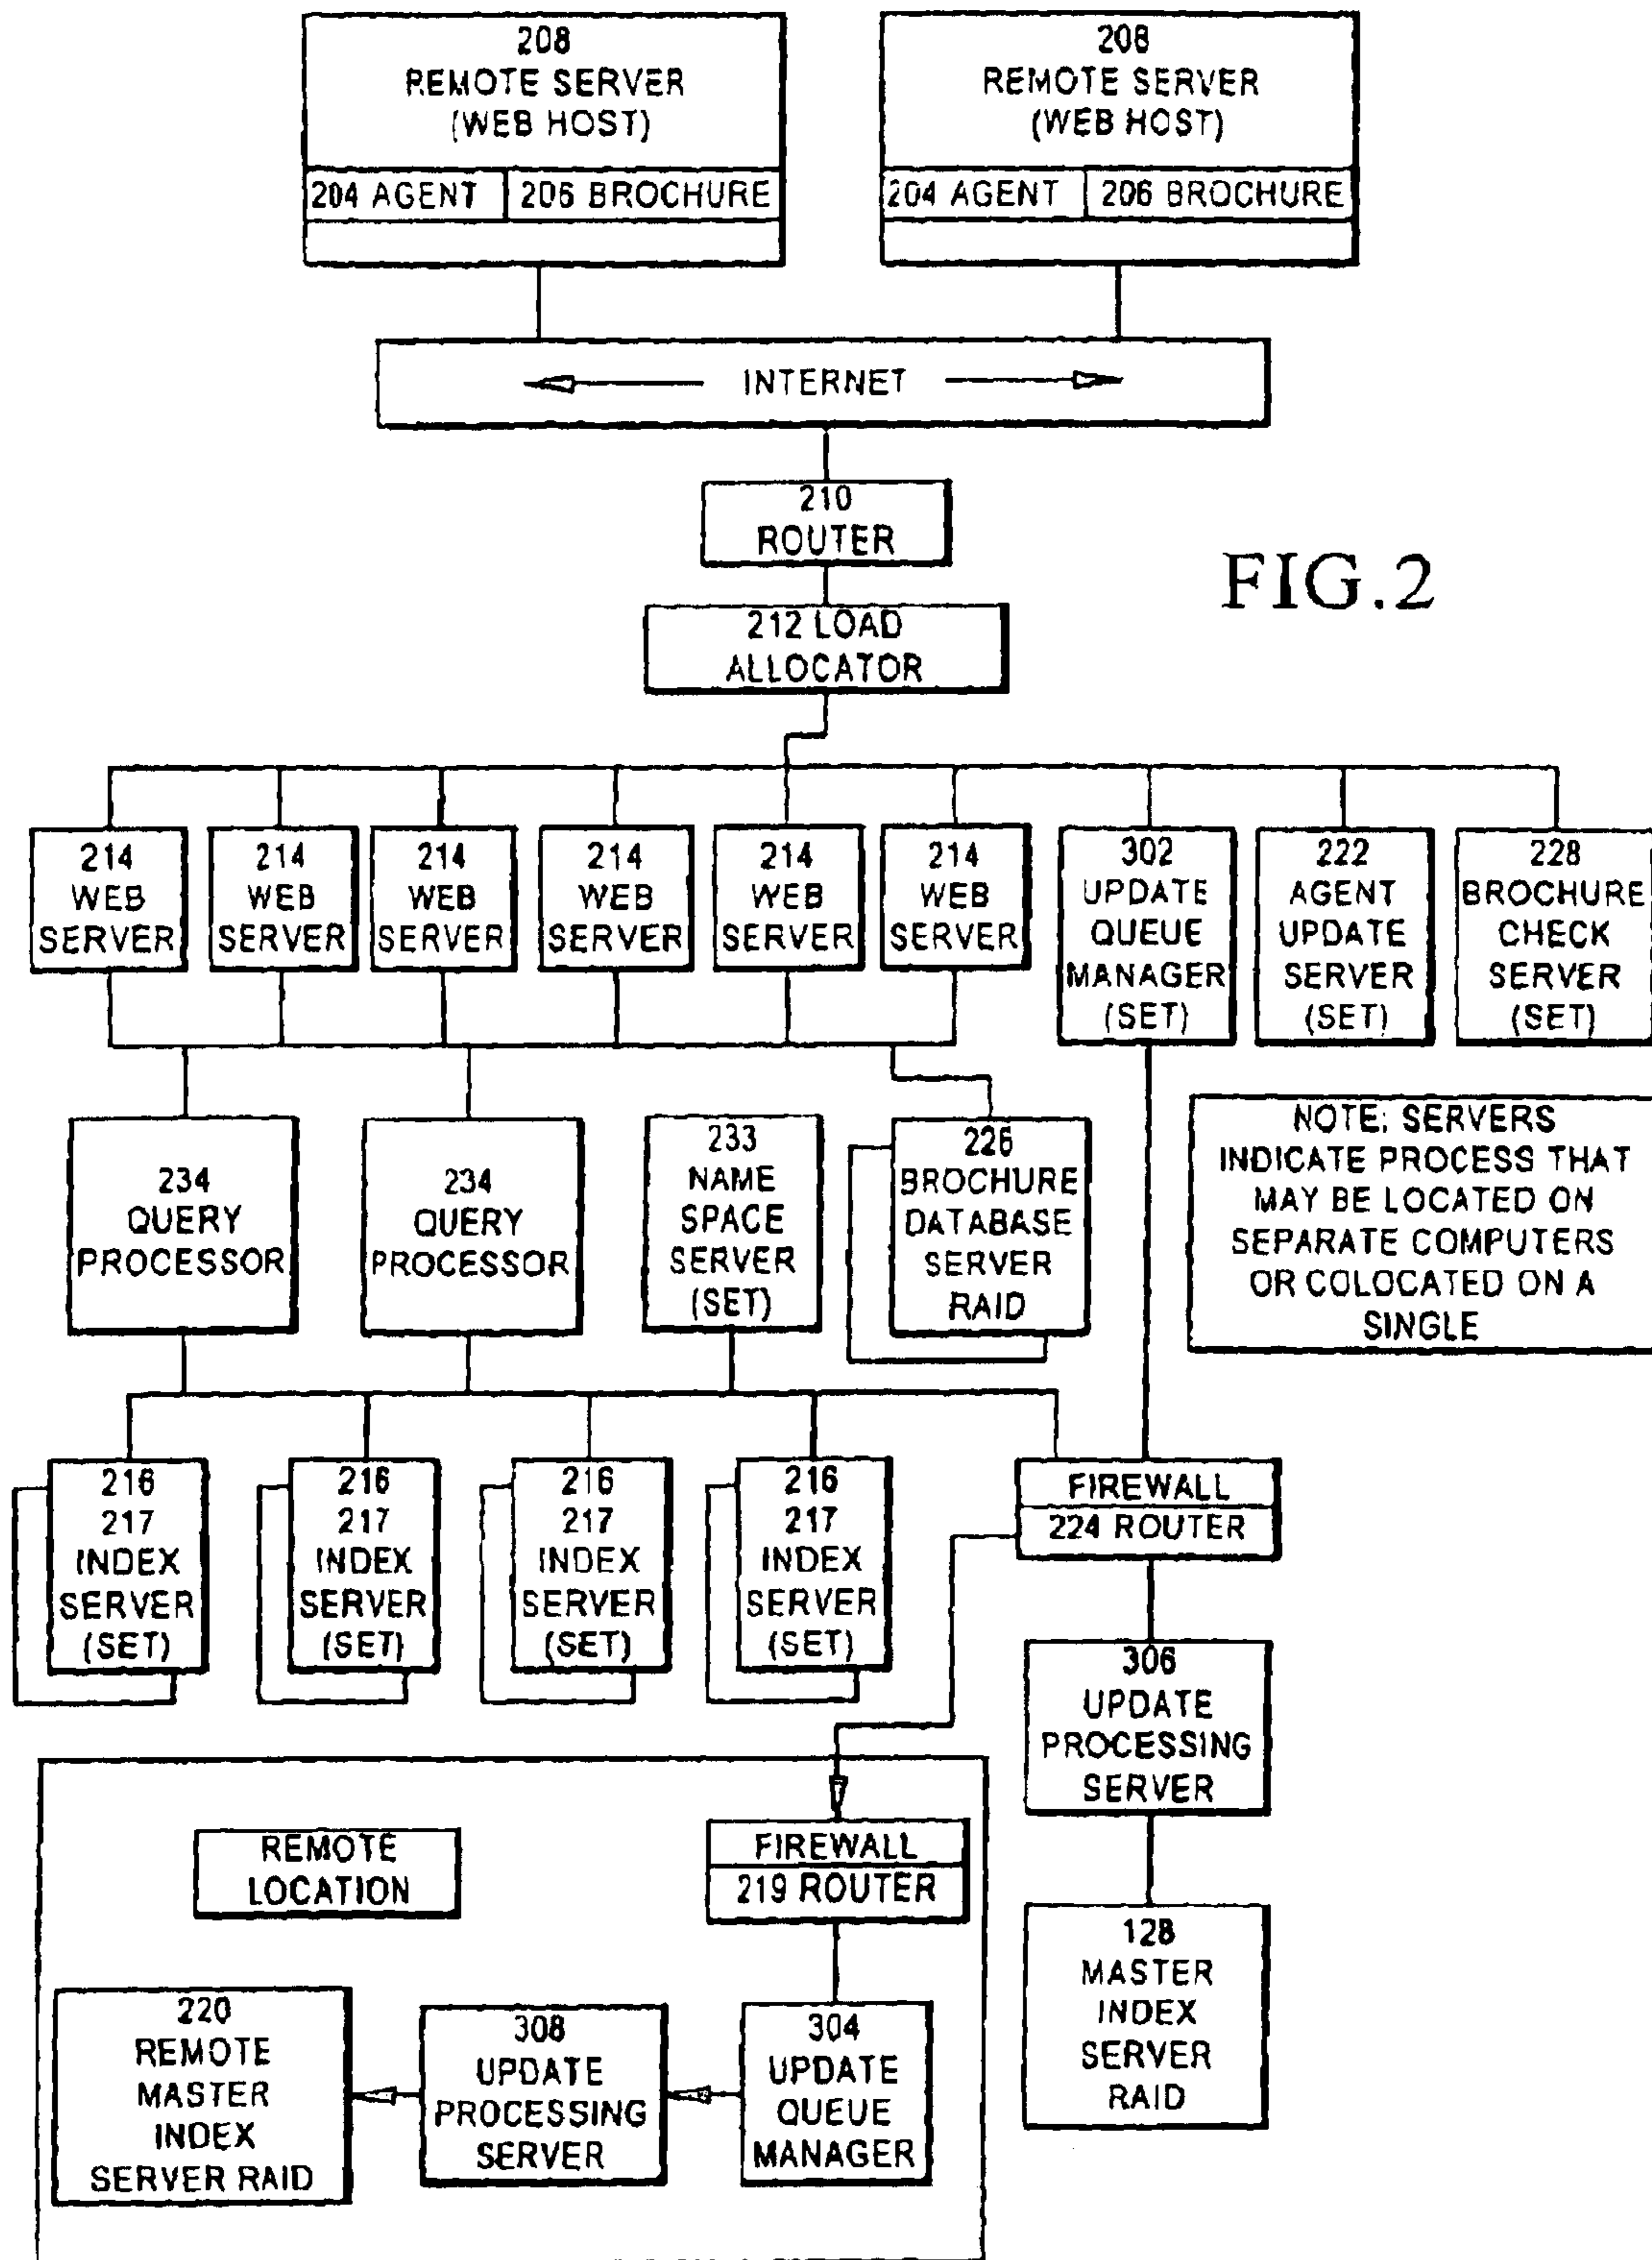 208
REMOTE SERVER
(WEB HOST)
204 AGENT
206 BROCHURE
208
REMOTE SERVER
(WEB HOST)
204 AGENT
206 BROCHURE
INTERNET
210
ROUTER
FIG.2
212 LOAD
ALLOCATOR
214
WEB
SERVER
214
WEB
SERVER
214
WEB
SERVER
214
WEB
SERVER
214
WEB
SERVER
214
WEB
SERVER
302
UPDATE
QUEUE
MANAGER
(SET)
222
AGENT
UPDATE
SERVER
(SET)
228
BROCHURE
CHECK
SERVER
(SET)
234
QUERY
PROCESSOR
234
QUERY
PROCESSOR
233
NAME
SPACE
SERVER
(SET)
226
BROCHURE
DATABASE
SERVER
RAID
NOTE: SERVERS
INDICATE PROCESS THAT
MAY BE LOCATED ON
SEPARATE COMPUTERS
OR COLOCATED ON A
SINGLE
216
217
INDEX
SERVER
(SET)
216
217
INDEX
SERVER
(SET)
216
217
INDEX
SERVER
(SET)
216
217
INDEX
SERVER
(SET)
FIREWALL
224 ROUTER
306
UPDATE
PROCESSING
SERVER
128
MASTER
INDEX
SERVER
RAID
REMOTE
LOCATION
FIREWALL
219 ROUTER
220
REMOTE
MASTER
INDEX
SERVER RAID
308
UPDATE
PROCESSING
SERVER
304
UPDATE
QUEUE
MANAGER